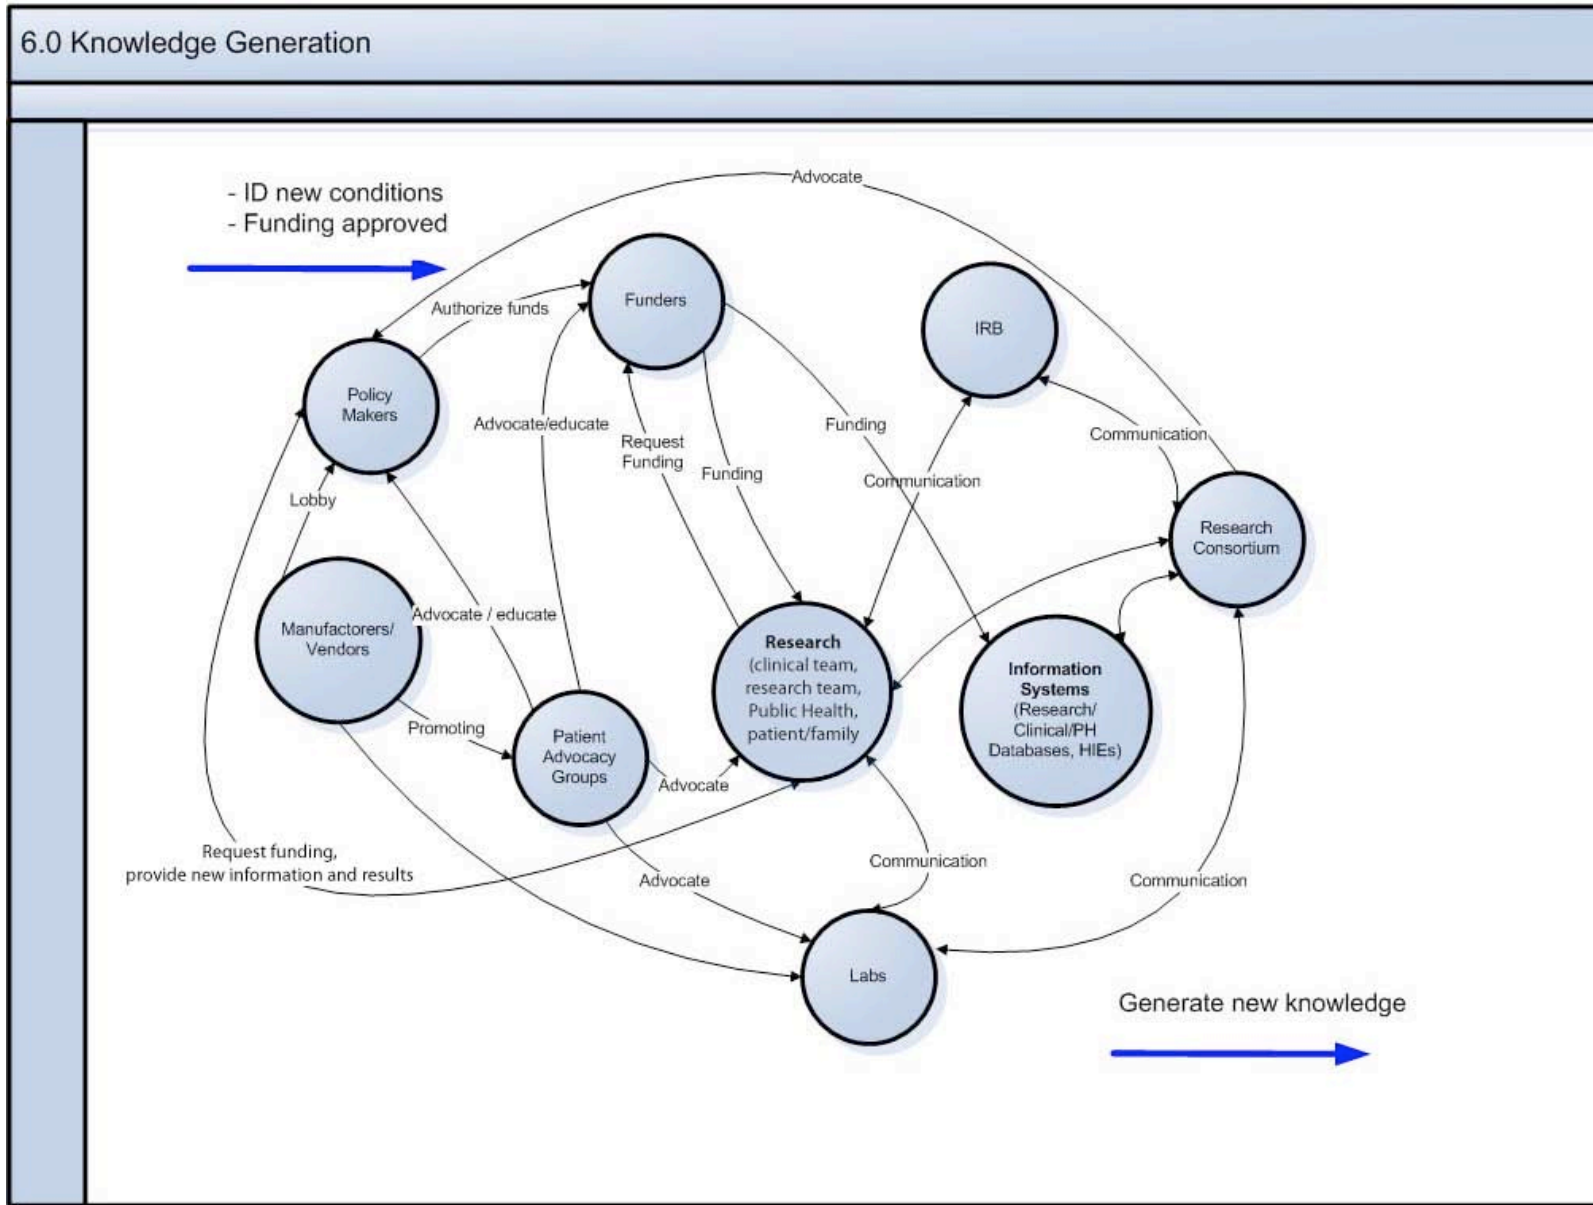 6.0 Knowledge Generation
- ID new conditions
- Funding approved
Advocate
Authorize funds
Funders
IRB
Policy
Makers
Advocate/educate
Request
Funding
Funding
Funding
Communication
Communication
Lobby
Research
Consortium
Manufactorers/
Vendors
Advocate / educate
Research
(clinical team,
research team,
Public Health,
patient/family
Information
Systems
(Research/
Clinical/PH
Databases, HIEs)
Promoting
Patient
Advocacy
Groups
Advocate
Request funding,
provide new information and results
Advocate
Communication
Communication
Labs
Generate new knowledge